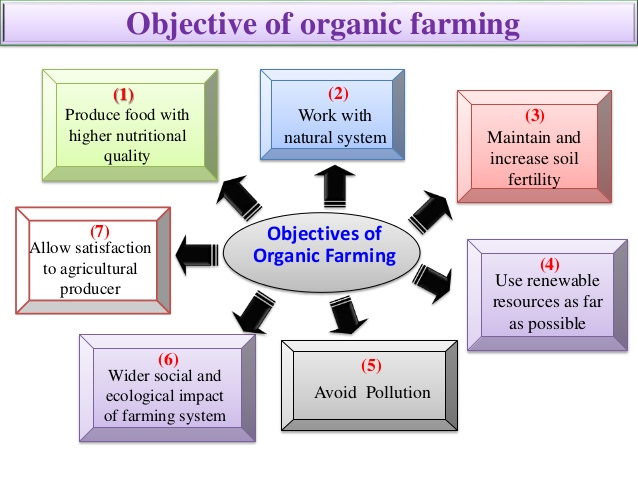 Objective of organic farming
(1)
Produce food with
higher nutritional
quality
(2)
Work with
natural system
(3)
Maintain and
increase soil
fertility
(4)
Use renewable
resources as far
as possible
(5)
Avoid Pollution
(6)
Wider social and
ecological impact
of farming system
(7)
Allow satisfaction
to agricultural
producer
Objectives of
Organic Farming